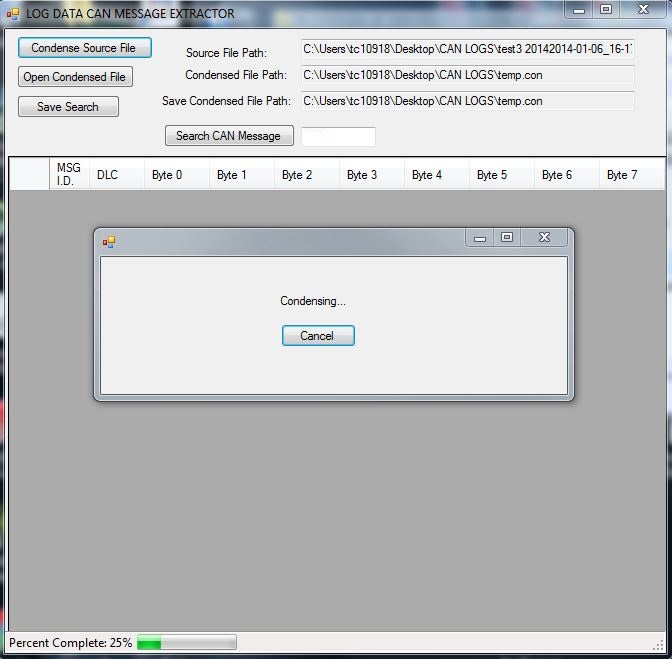 LOG DATA CAN MESSAGE EXTRACTOR
Condense Source File
Source File Path: C:\Users\tc10918\Desktop\CAN LOGS\test3 20142014-01-06_16-1
Open Condensed File
Condensed File Path: C:\Users\tc10918\Desktop\CAN LOGS\temp.con
Save Search
Save Condensed File Path: C:\Users\tc10918\Desktop\CAN LOGS\temp.con
Search CAN Message
MSG I.D. DLC Byte 0 Byte 1 Byte 2 Byte 3 Byte 4 Byte 5 Byte 6 Byte 7
Condensing...
Cancel
Percent Complete: 25%